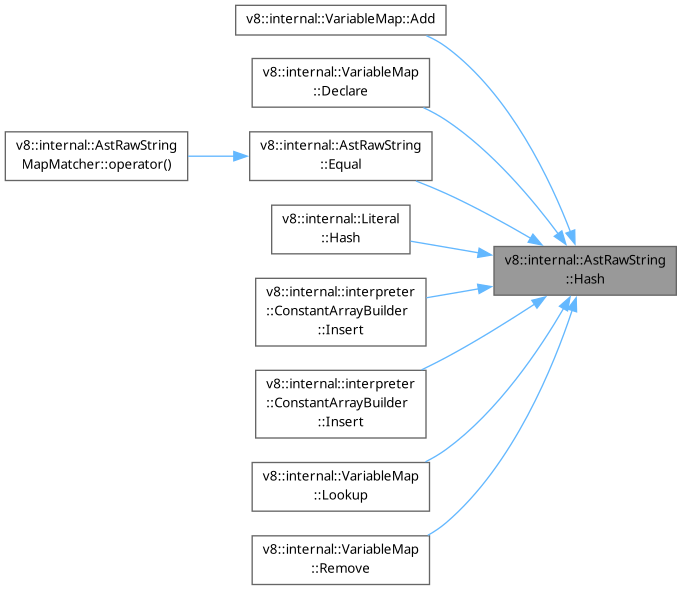 v8::internal::VariableMap::Add
v8::internal::VariableMap
::Declare
v8::internal::AstRawString
MapMatcher::operator()
v8::internal::AstRawString
::Equal
v8::internal::Literal
::Hash
v8::internal::AstRawString
::Hash
v8::internal::interpreter
::ConstantArrayBuilder
::Insert
v8::internal::interpreter
::ConstantArrayBuilder
::Insert
v8::internal::VariableMap
::Lookup
v8::internal::VariableMap
::Remove